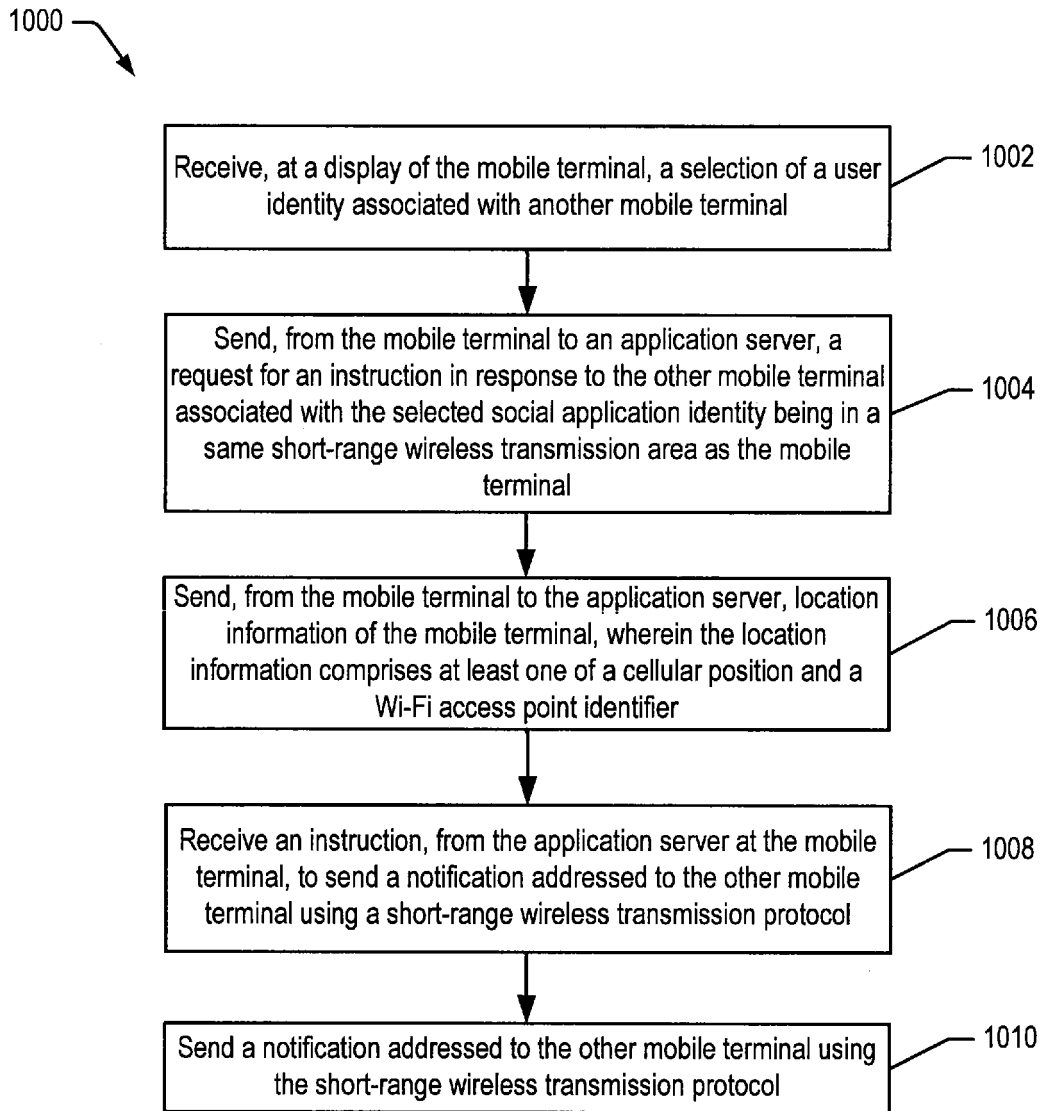 1000
Receive, at a display of the mobile terminal, a selection of a user
identity associated with another mobile terminal
1002
Send, from the mobile terminal to an application server, a
request for an instruction in response to the other mobile terminal
associated with the selected social application identity being in a
same short-range wireless transmission area as the mobile
terminal
1004
Send, from the mobile terminal to the application server, location
information of the mobile terminal, wherein the location
information comprises at least one of a cellular position and a
Wi-Fi access point identifier
1006
Receive an instruction, from the application server at the mobile
terminal, to send a notification addressed to the other mobile
terminal using a short-range wireless transmission protocol
1008
Send a notification addressed to the other mobile terminal using
the short-range wireless transmission protocol
1010